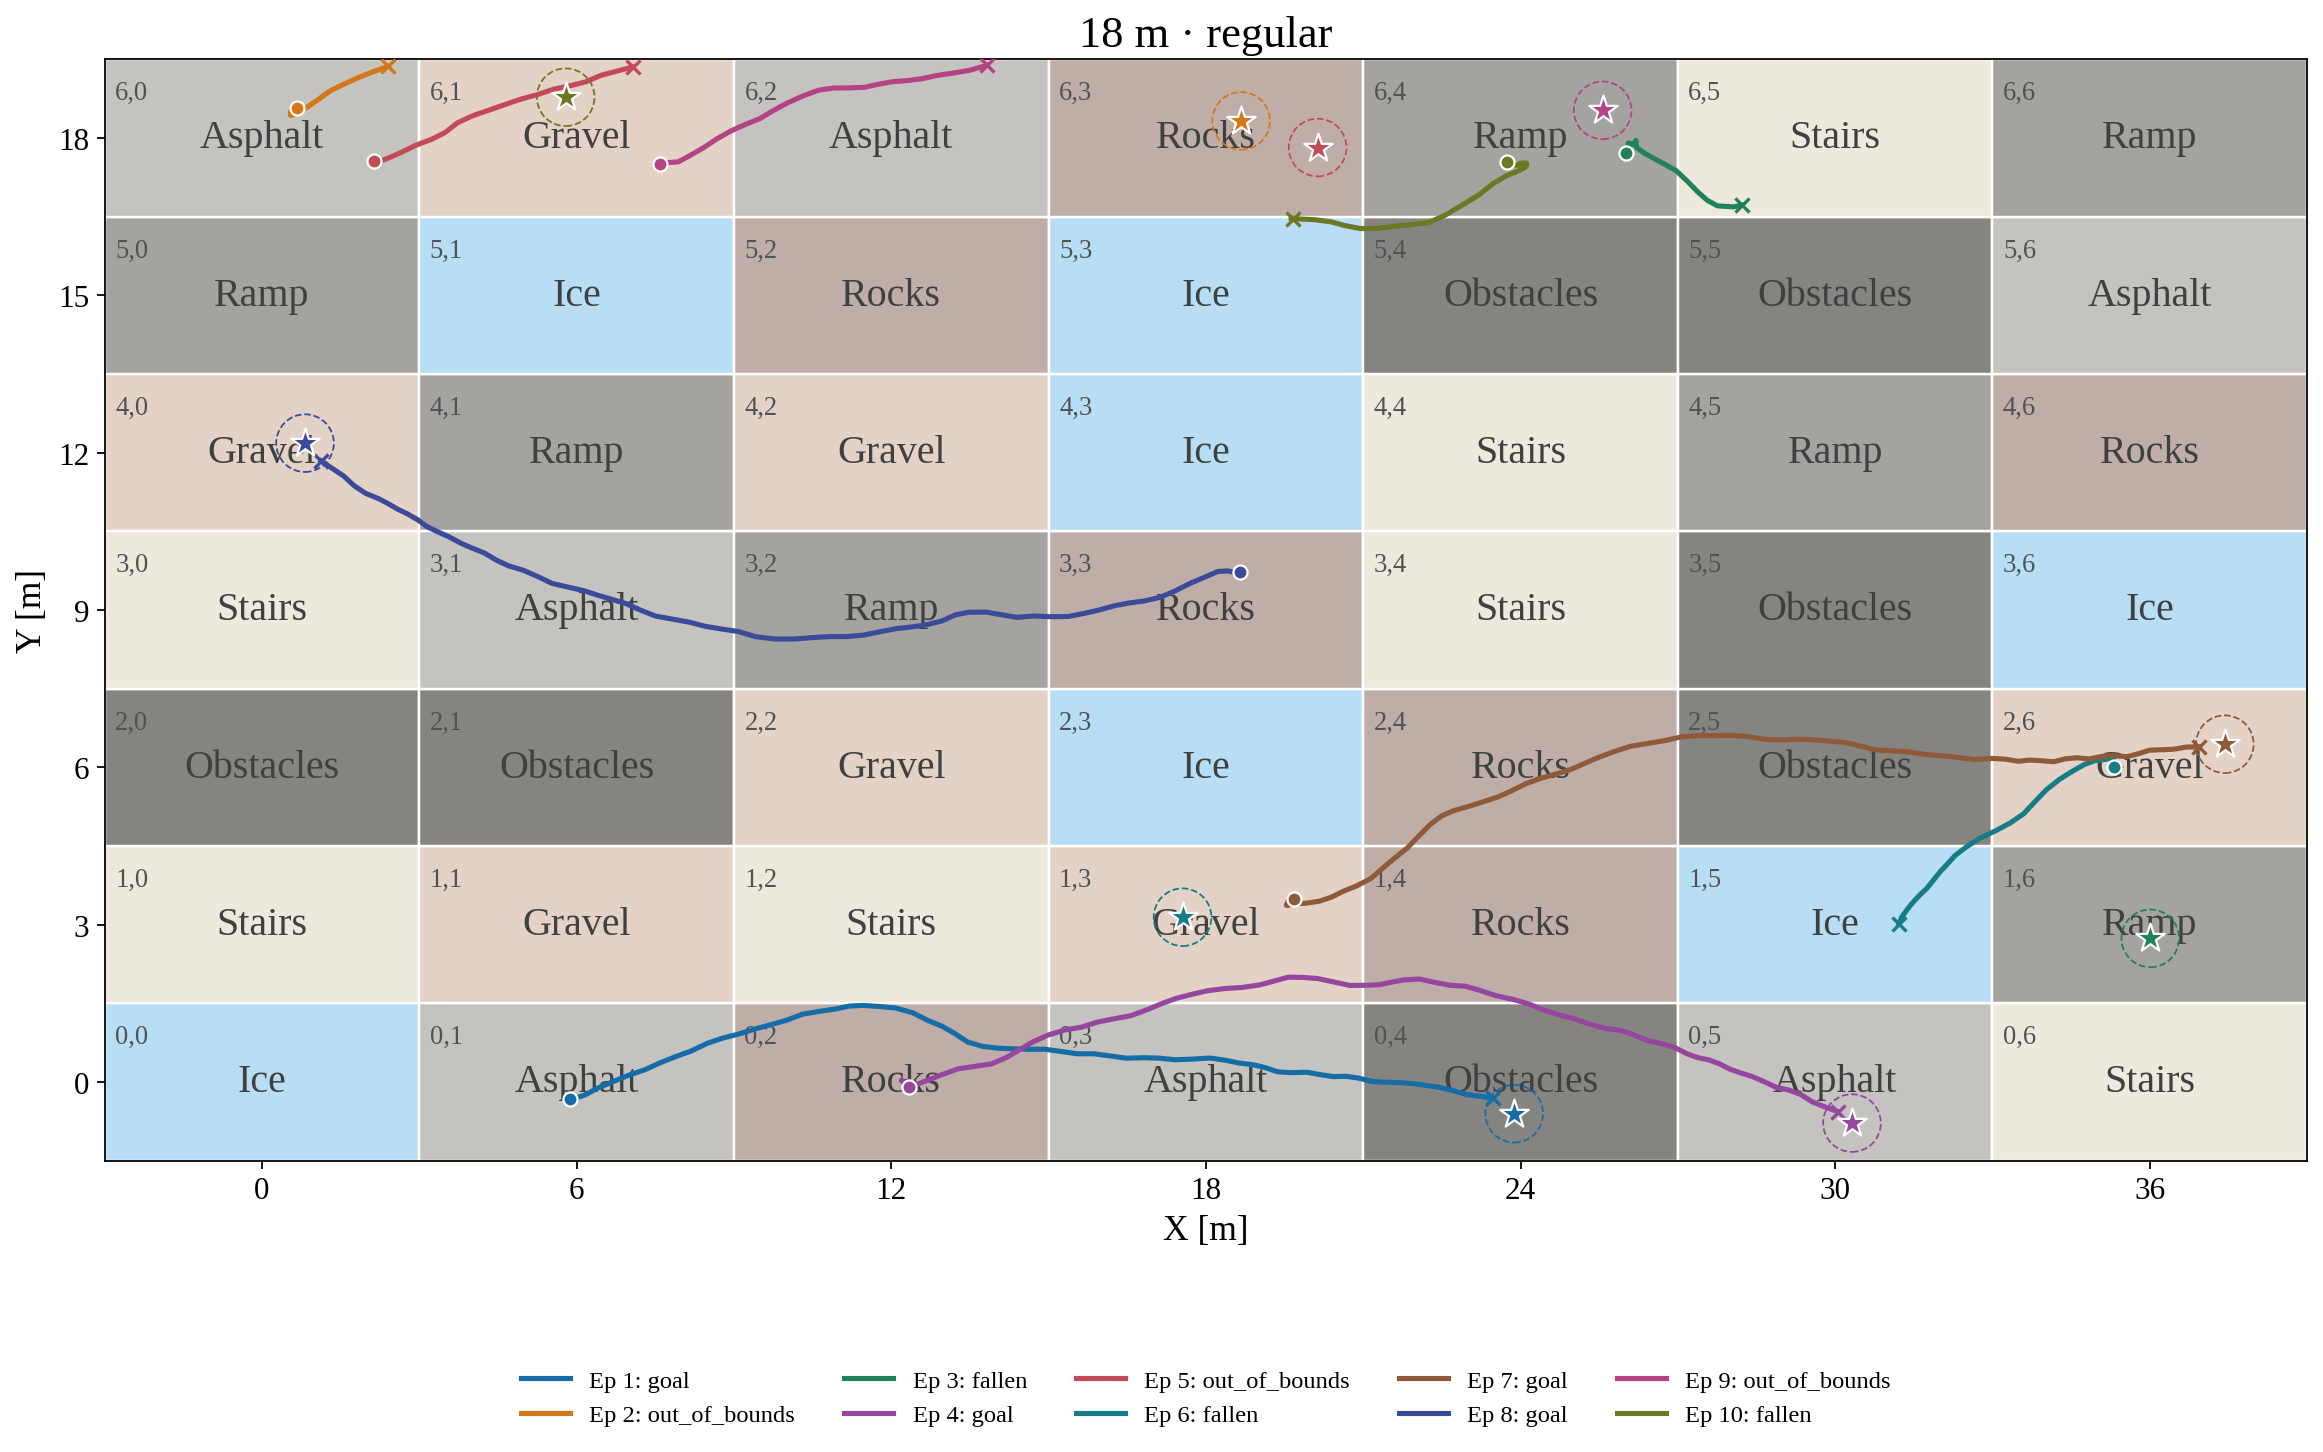 18 m · regular
6,0 6,1 6,2 6,3 6,4 6,5 6,6
18 Asphalt Gravel Asphalt Rocks Ramp Stairs Ramp
5,0 5,1 5,2 5,3 5,4 5,5 5,6
15 Ramp Ice Rocks Ice Obstacles Obstacles Asphalt
4,0 4,1 4,2 4,3 4,4 4,5 4,6
12 Gravel Ramp Gravel Ice Stairs Ramp Rocks
3,0 3,1 3,2 3,3 3,4 3,5 3,6
9 Stairs Asphalt Ramp Rocks Stairs Obstacles Ice
Y [m]
2,0 2,1 2,2 2,3 2,4 2,5 2,6
6 Obstacles Obstacles Gravel Ice Rocks Obstacles Gravel
1,0 1,1 1,2 1,3 1,4 1,5 1,6
3 Stairs Gravel Stairs Gravel Rocks Ice Ramp
0,0 0,1 0,2 0,3 0,4 0,5 0,6
0 Ice Asphalt Rocks Asphalt Obstacles Asphalt Stairs
0 6 12 18 24 30 36
X [m]
Ep 1: goal Ep 3: fallen Ep 5: out_of_bounds Ep 7: goal Ep 9: out_of_bounds
Ep 2: out_of_bounds Ep 4: goal Ep 6: fallen Ep 8: goal Ep 10: fallen